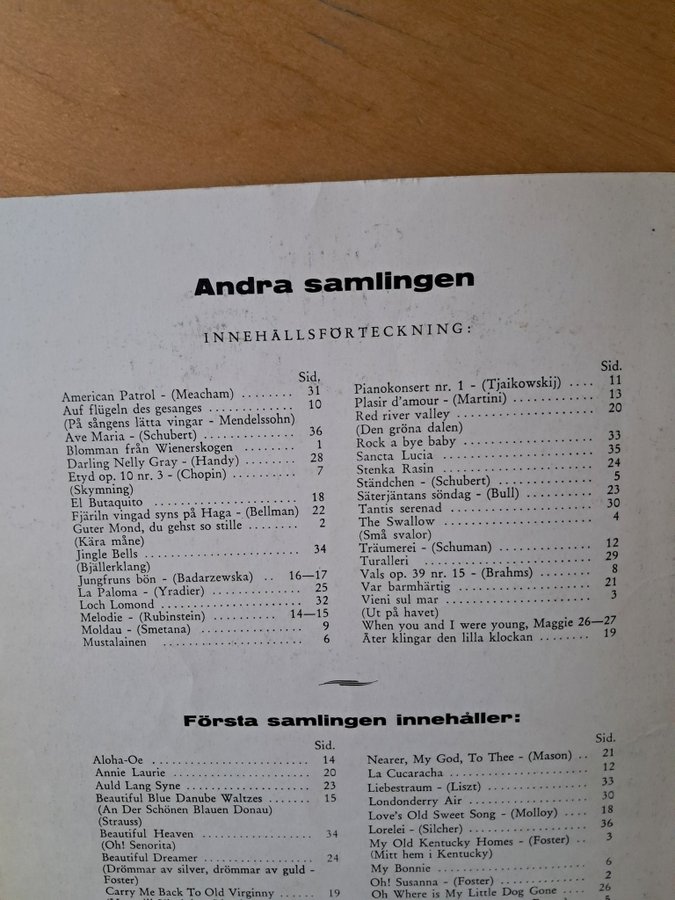 Andra samlingen
INNEHÅLLSFÖRTECKNING:
Sid.
American Patrol - (Meacham) ........ 31
Auf flügeln des gesanges ............. 10
(På sångens lätta vingar - Mendelssohn)
Ave Maria - (Schubert) .............. 36
Blomman från Wienerskogen ......... 1
Darling Nelly Gray - (Handy) ........ 28
Etyd op. 10 nr. 3 - (Chopin) .......... 7
(Skymning)
El Butaquito ...................... 18
Fjäriln vingad syns på Haga - (Bellman) 22
Guter Mond, du gehst so stille ........ 2
(Kära måne)
Jingle Bells ........................ 34
(Bjällerklang)
Jungfruns bön - (Badarzewska) .. 16—17
La Paloma - (Yradier) .............. 25
Loch Lomond ...................... 32
Melodie - (Rubinstein) .......... 14—15
Moldau - (Smetana) ................ 9
Mustalainen ...................... 6
Sid.
Pianokonsert nr. 1 - (Tjaikowskij) .... 11
Plasir d'amour - (Martini) ............ 13
Red river valley .................... 20
(Den gröna dalen)
Rock a bye baby .................... 33
Sancta Lucia ...................... 35
Stenka Rasin ...................... 24
Ständchen - (Schubert) .............. 5
Säterjäntans söndag - (Bull) .......... 23
Tantis serenad ...................... 30
The Swallow ...................... 4
(Små svalor)
Träumerei - (Schuman) .............. 12
Turalleri .......................... 29
Vals op. 39 nr. 15 - (Brahms) ........ 8
Var barmhärtig .................... 21
Vieni sul mar ...................... 3
(Ut på havet)
When you and I were young, Maggie 26—27
Åter klingar den lilla klockan ........ 19
Första samlingen innehåller:
Sid.
Aloha-Oe ........................ 14
Annie Laurie ...................... 20
Auld Lang Syne .................... 23
Beautiful Blue Danube Waltzes ....... 15
(An Der Schönen Blauen Donau)
(Strauss)
Beautiful Heaven .................. 34
(Oh! Senorita)
Beautiful Dreamer .................. 24
(Drömmar av silver, drömmar av guld -
Foster)
Carry Me Back To Old Virginny ...... 19
Sid.
Nearer, My God, To Thee - (Mason) .. 21
La Cucaracha ...................... 12
Liebestraum - (Liszt) ................ 33
Londonderry Air .................... 30
Love's Old Sweet Song - (Molloy) .... 18
Lorelei - (Silcher) .................. 36
My Old Kentucky Homes - (Foster) .. 3
(Mitt hem i Kentucky)
My Bonnie ........................ 6
Oh! Susanna - (Foster) .............. 2
Oh Where is My Little Dog Gone .... 26